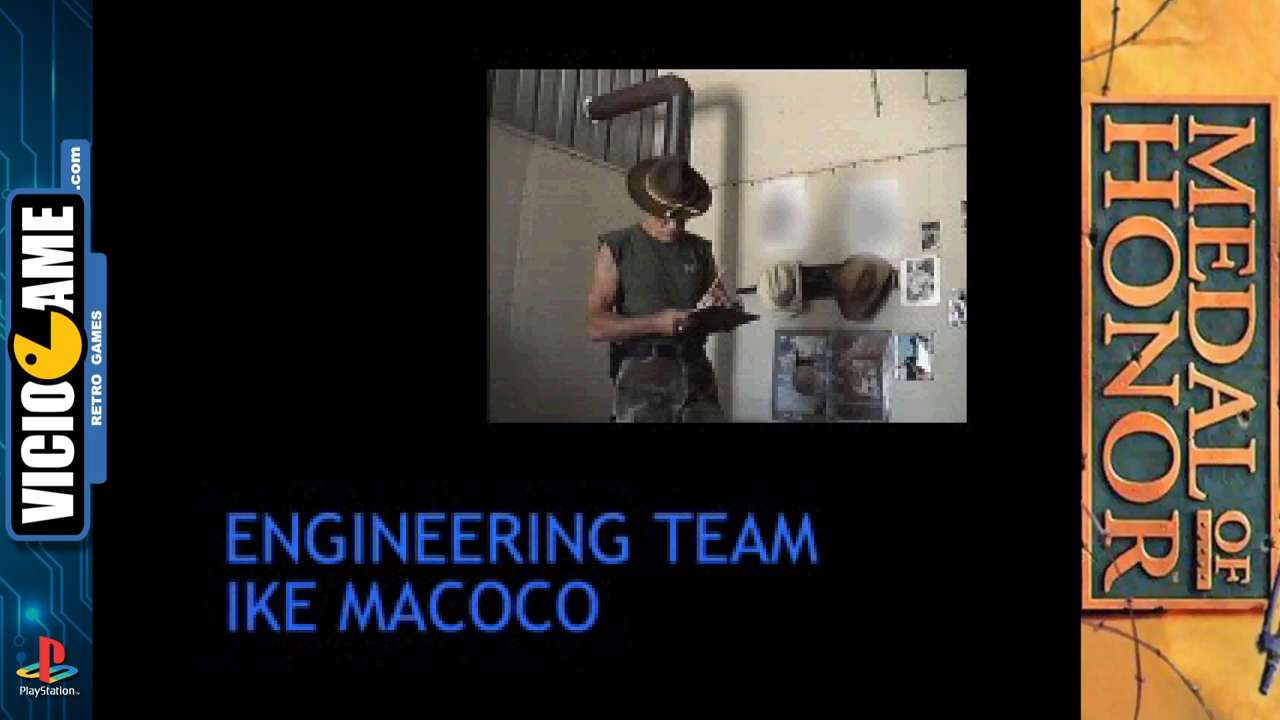 VICIOGAME
.com
RETRO GAMES
PlayStation
ENGINEERING TEAM
IKE MACOCO
MEDAL OF
HONOR